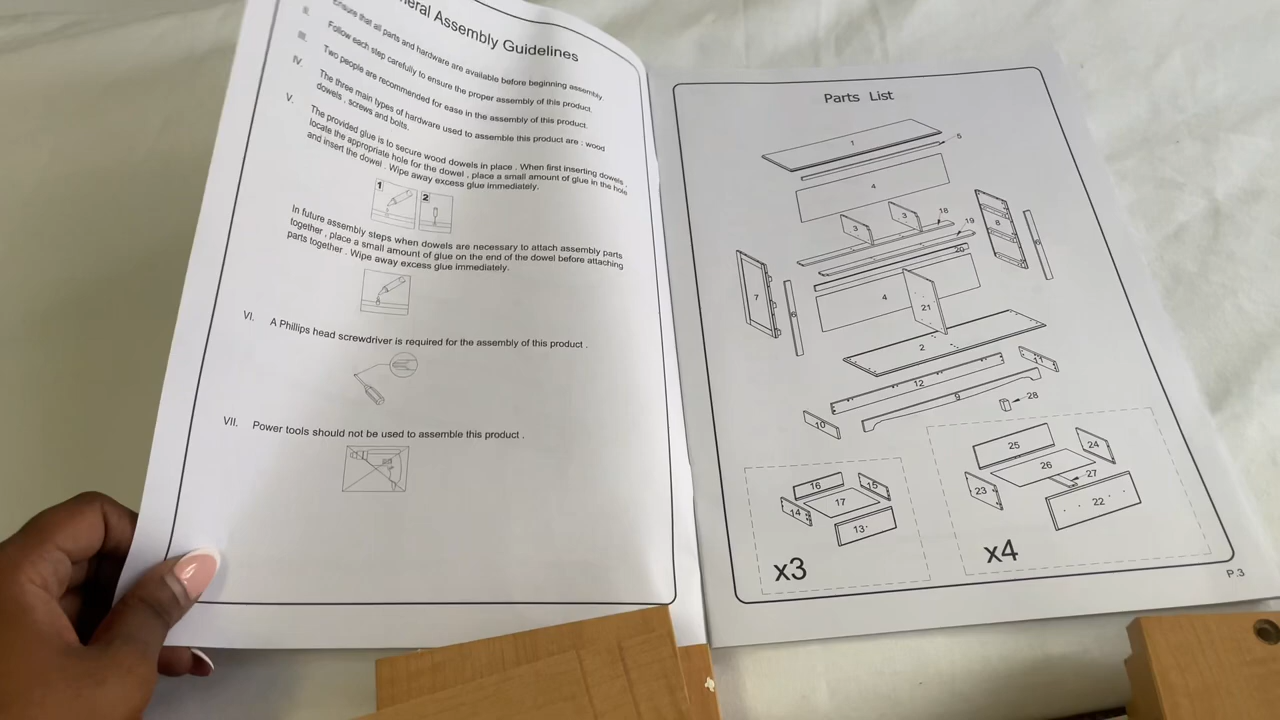 neral Assembly Guidelines
II. Ensure that all parts and hardware are available before beginning assembly.
Follow each step carefully to ensure the proper assembly of this product.
III. Two people are recommended for ease in the assembly of this product.
IV. The three main types of hardware used to assemble this product are : wood
dowels , screws and bolts.
V. The provided glue is to secure wood dowels in place . When first inserting dowels ,
locate the appropriate hole for the dowel , place a small amount of glue in the hole
and insert the dowel . Wipe away excess glue immediately.
1 2
In future assembly steps when dowels are necessary to attach assembly parts
together , place a small amount of glue on the end of the dowel before attaching
parts together . Wipe away excess glue immediately.
VI. A Phillips head screwdriver is required for the assembly of this product .
VII. Power tools should not be used to assemble this product .
Parts List
1
5
4
3
3
18
19
20
8
6
7
6
4
21
2
11
12
9
28
10
16
15
17
14
13
x3
25
24
26
27
23
22
x4
P.3